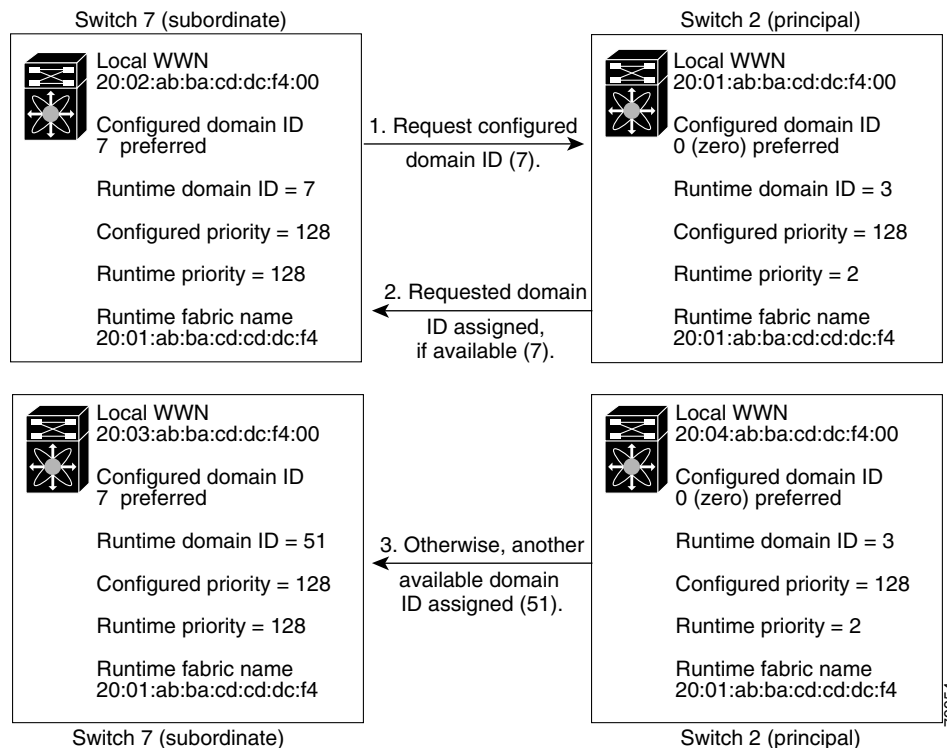 Switch 7 (subordinate)
Local WWN
20:02:ab:ba:cd:dc:f4:00
Configured domain ID
7 preferred
Runtime domain ID = 7
Configured priority = 128
Runtime priority = 128
Runtime fabric name
20:01:ab:ba:cd:cd:dc:f4
1. Request configured
domain ID (7).
2. Requested domain
ID assigned,
if available (7).
Switch 2 (principal)
Local WWN
20:01:ab:ba:cd:dc:f4:00
Configured domain ID
0 (zero) preferred
Runtime domain ID = 3
Configured priority = 128
Runtime priority = 2
Runtime fabric name
20:01:ab:ba:cd:cd:dc:f4
Local WWN
20:03:ab:ba:cd:dc:f4:00
Configured domain ID
7 preferred
Runtime domain ID = 51
Configured priority = 128
Runtime priority = 128
Runtime fabric name
20:01:ab:ba:cd:cd:dc:f4
Switch 7 (subordinate)
3. Otherwise, another
available domain
ID assigned (51).
Local WWN
20:04:ab:ba:cd:dc:f4:00
Configured domain ID
0 (zero) preferred
Runtime domain ID = 3
Configured priority = 128
Runtime priority = 2
Runtime fabric name
20:01:ab:ba:cd:cd:dc:f4
Switch 2 (principal)